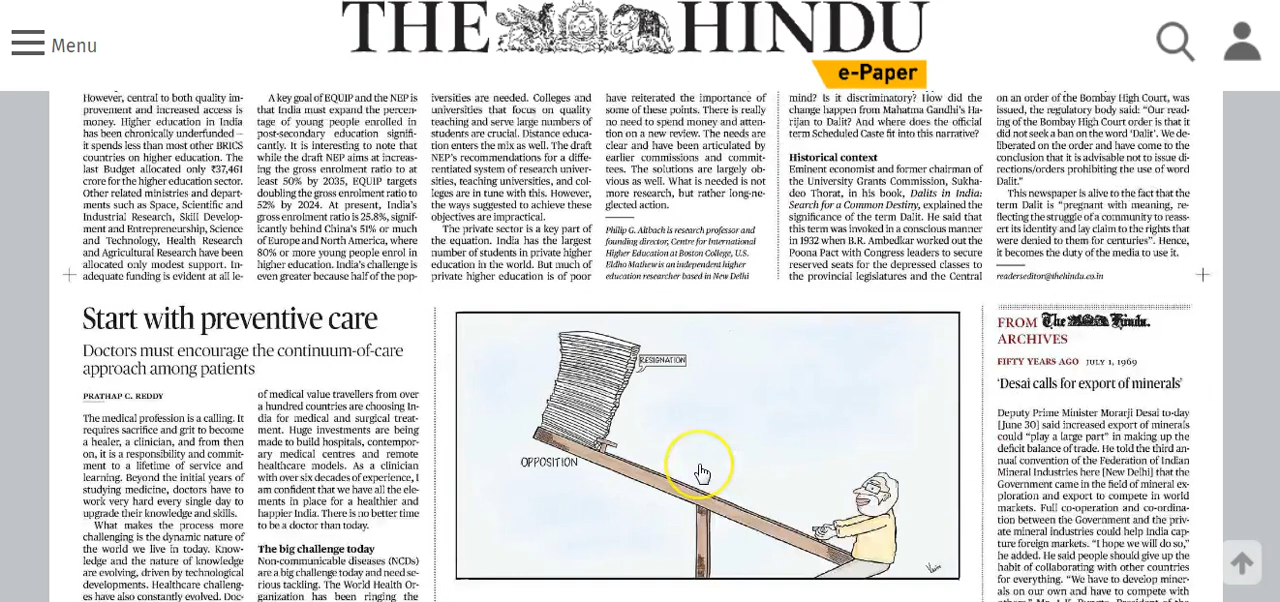 Menu
THE HINDU
e-Paper
However, central to both quality im-
provement and increased access is
money. Higher education in India
has been chronically underfunded –
it spends less than most other BRICS
countries on higher education. The
last Budget allocated only ₹37,461
crore for the higher education sector.
Other related ministries and depart-
ments such as Space, Scientific and
Industrial Research, Skill Develop-
ment and Entrepreneurship, Science
and Technology, Health Research
and Agricultural Research have been
allocated only modest support. In-
adequate funding is evident at all le-
A key goal of EQUIP and the NEP is
that India must expand the percen-
tage of young people enrolled in
post-secondary education signifi-
cantly. It is interesting to note that
while the draft NEP aims at increas-
ing the gross enrolment ratio to at
least 50% by 2035, EQUIP targets
doubling the gross enrolment ratio to
52% by 2024. At present, India's
gross enrolment ratio is 25.8%, signif-
icantly behind China's 51% or much
of Europe and North America, where
80% or more young people enrol in
higher education. India's challenge is
even greater because half of the pop-
iversities are needed. Colleges and
universities that focus on quality
teaching and serve large numbers of
students are crucial. Distance educa-
tion enters the mix as well. The draft
NEP's recommendations for a diffe-
rentiated system of research univer-
sities, teaching universities, and col-
leges are in tune with this. However,
the ways suggested to achieve these
objectives are impractical.
The private sector is a key part of
the equation. India has the largest
number of students in private higher
education in the world. But much of
private higher education is of poor
have reiterated the importance of
some of these points. There is really
no need to spend money and atten-
tion on a new review. The needs are
clear and have been articulated by
earlier commissions and commit-
tees. The solutions are largely ob-
vious as well. What is needed is not
more research, but rather long-ne-
glected action.
Philip G. Altbach is research professor and
founding director, Centre for International
Higher Education at Boston College, U.S.
Eldho Mathew is an independent higher
education researcher based in New Delhi
mind? Is it discriminatory? How did the
change from Mahatma Gandhi's Ha-
rijan to Dalit? And where does the official
term Scheduled Caste fit into this narrative?
Historical context
Eminent economist and former chairman of
the University Grants Commission, Sukha-
deo Thorat, in his book, Dalits in India
Search for a Common Destiny, explained the
significance of the term Dalit. He said that
this term was invoked in a conscious manner
in 1932 when B.R. Ambedkar worked out the
Poona Pact with Congress leaders to secure
reserved seats for the depressed classes to
the provincial legislatures and the Central
on an order of the Bombay High Court, was
issued, the regulatory body said: “Our read-
ing of the Bombay High Court order is that it
did not seek a ban on the word ‘Dalit’. We de-
liberated on the order and have come to the
conclusion that it is advisable not to issue di-
rections/orders prohibiting the use of word
Dalit.”
This newspaper is alive to the fact that the
term Dalit is “pregnant with meaning, re-
flecting the struggle of a community to reass-
ert its identity and lay claim to the rights that
were denied to them for centuries”. Hence,
it becomes the duty of the media to use it.
readerseditor@thehindu.co.in
Start with preventive care
Doctors must encourage the continuum-of-care
approach among patients
PRATHAP C. REDDY
The medical profession is a calling. It
requires sacrifice and grit to become
a healer, a clinician, and from then
on, it is a responsibility and commit-
ment to a lifetime of service and
learning. Beyond the initial years of
studying medicine, doctors have to
work very hard every single day to
upgrade their knowledge and skills.
What makes the process more
challenging is the dynamic nature of
the world we live in today. Know-
ledge and the nature of knowledge
are evolving, driven by technological
developments. Healthcare challeng-
es have also constantly evolved. Doc-
of medical value travellers from over
a hundred countries are choosing In-
dia for medical and surgical treat-
ment. Huge investments are being
made to build hospitals, contempor-
ary medical centres and remote
healthcare models. As a clinician
with over six decades of experience, I
am confident that we have all the ele-
ments in place for a healthier and
happier India. There is no better time
to be a doctor than today.
The big challenge today
Non-communicable diseases (NCDs)
are a big challenge today and need se-
rious tackling. The World Health Or-
ganization has been ringing the
RESIGNATION
OPPOSITION
FROM The Hindu.
ARCHIVES
FIFTY YEARS AGO JULY 1, 1969
‘Desai calls for export of minerals’
Deputy Prime Minister Morarji Desai to-day
[June 30] said increased export of minerals
could “play a large part” in making up the
deficit balance of trade. He told the third an-
nual convention of the Federation of Indian
Mineral Industries here [New Delhi] that the
Government came in the field of mineral ex-
ploration and export to compete in world
markets. Full co-operation and co-ordina-
tion between the Government and the priv-
ate mineral industries could help India cap-
ture foreign markets. “I hope we will do so,”
he added. He said people should give up the
habit of collaborating with other countries
for everything. “We have to develop miner-
als on our own and have to compete with